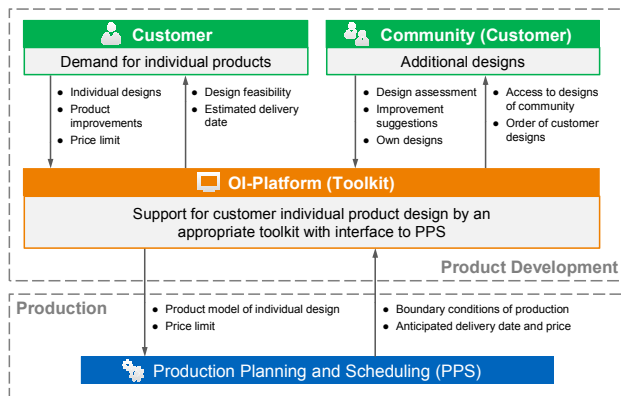 Customer
Demand for individual products
Community (Customer)
Additional designs
• Individual designs
• Product
improvements
• Price limit
• Design feasibility
• Estimated delivery
date
• Design assessment
• Improvement
suggestions
• Own designs
• Access to designs
of community
• Order of customer
designs
OI-Platform (Toolkit)
Support for customer individual product design by an
appropriate toolkit with interface to PPS
Product Development
Production
• Product model of individual design
• Price limit
• Boundary conditions of production
• Anticipated delivery date and price
Production Planning and Scheduling (PPS)